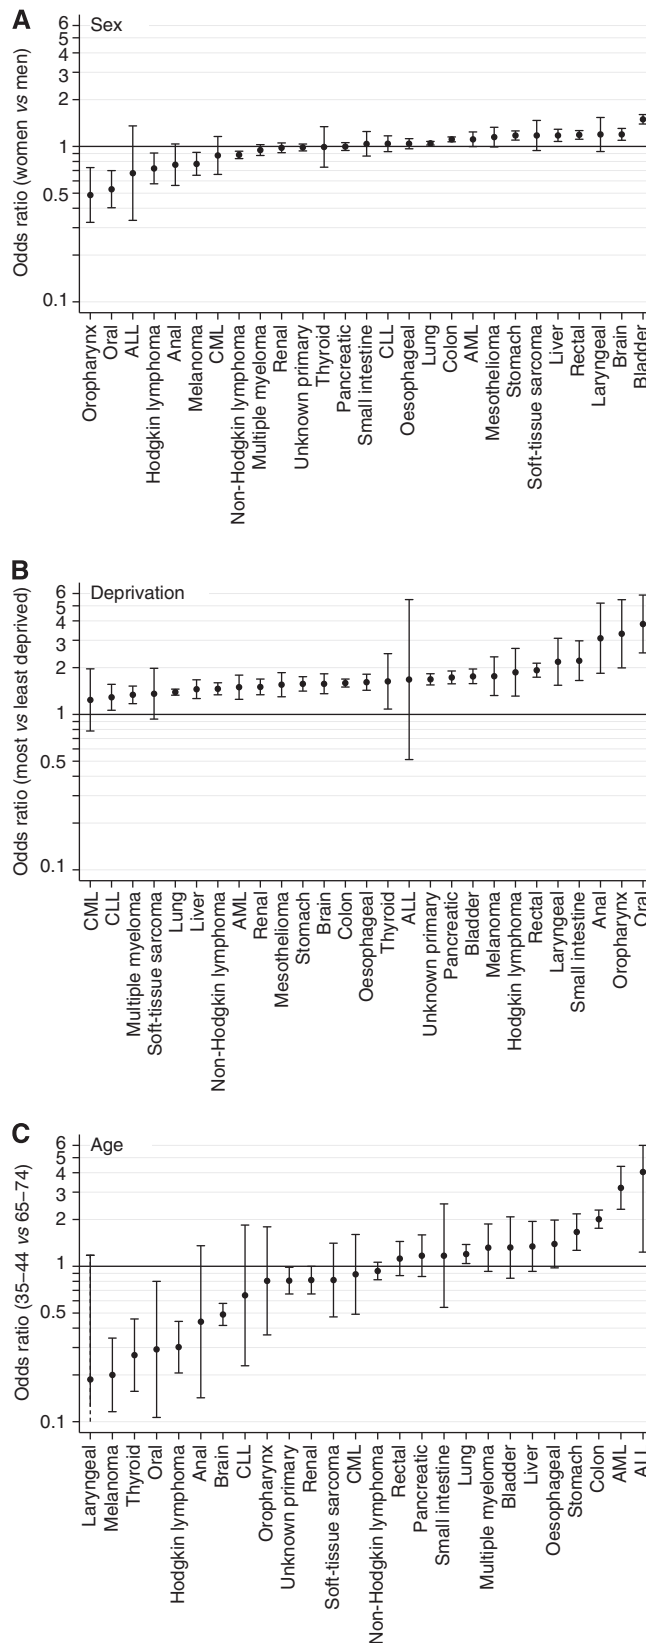 A
Sex
Odds ratio (women vs men)
6
5
4
3
2
1
0.5
0.1
Oropharynx
Oral
ALL
Hodgkin lymphoma
Anal
Melanoma
CML
Non-Hodgkin lymphoma
Multiple myeloma
Renal
Unknown primary
Thyroid
Pancreatic
Small intestine
CLL
Oesophageal
Lung
Colon
AML
Mesothelioma
Stomach
Soft-tissue sarcoma
Liver
Rectal
Laryngeal
Brain
Bladder
B
Deprivation
Odds ratio (most vs least deprived)
6
5
4
3
2
1
0.5
0.1
CML
CLL
Multiple myeloma
Soft-tissue sarcoma
Lung
Liver
Non-Hodgkin lymphoma
AML
Renal
Mesothelioma
Stomach
Brain
Colon
Oesophageal
Thyroid
ALL
Unknown primary
Pancreatic
Bladder
Melanoma
Hodgkin lymphoma
Rectal
Laryngeal
Small intestine
Anal
Oropharynx
Oral
C
Age
Odds ratio (35–44 vs 65–74)
6
5
4
3
2
1
0.5
0.1
Laryngeal
Melanoma
Thyroid
Oral
Hodgkin lymphoma
Anal
Brain
CLL
Oropharynx
Unknown primary
Renal
Soft-tissue sarcoma
CML
Non-Hodgkin lymphoma
Rectal
Pancreatic
Small intestine
Lung
Multiple myeloma
Bladder
Liver
Oesophageal
Stomach
Colon
AML
ALL